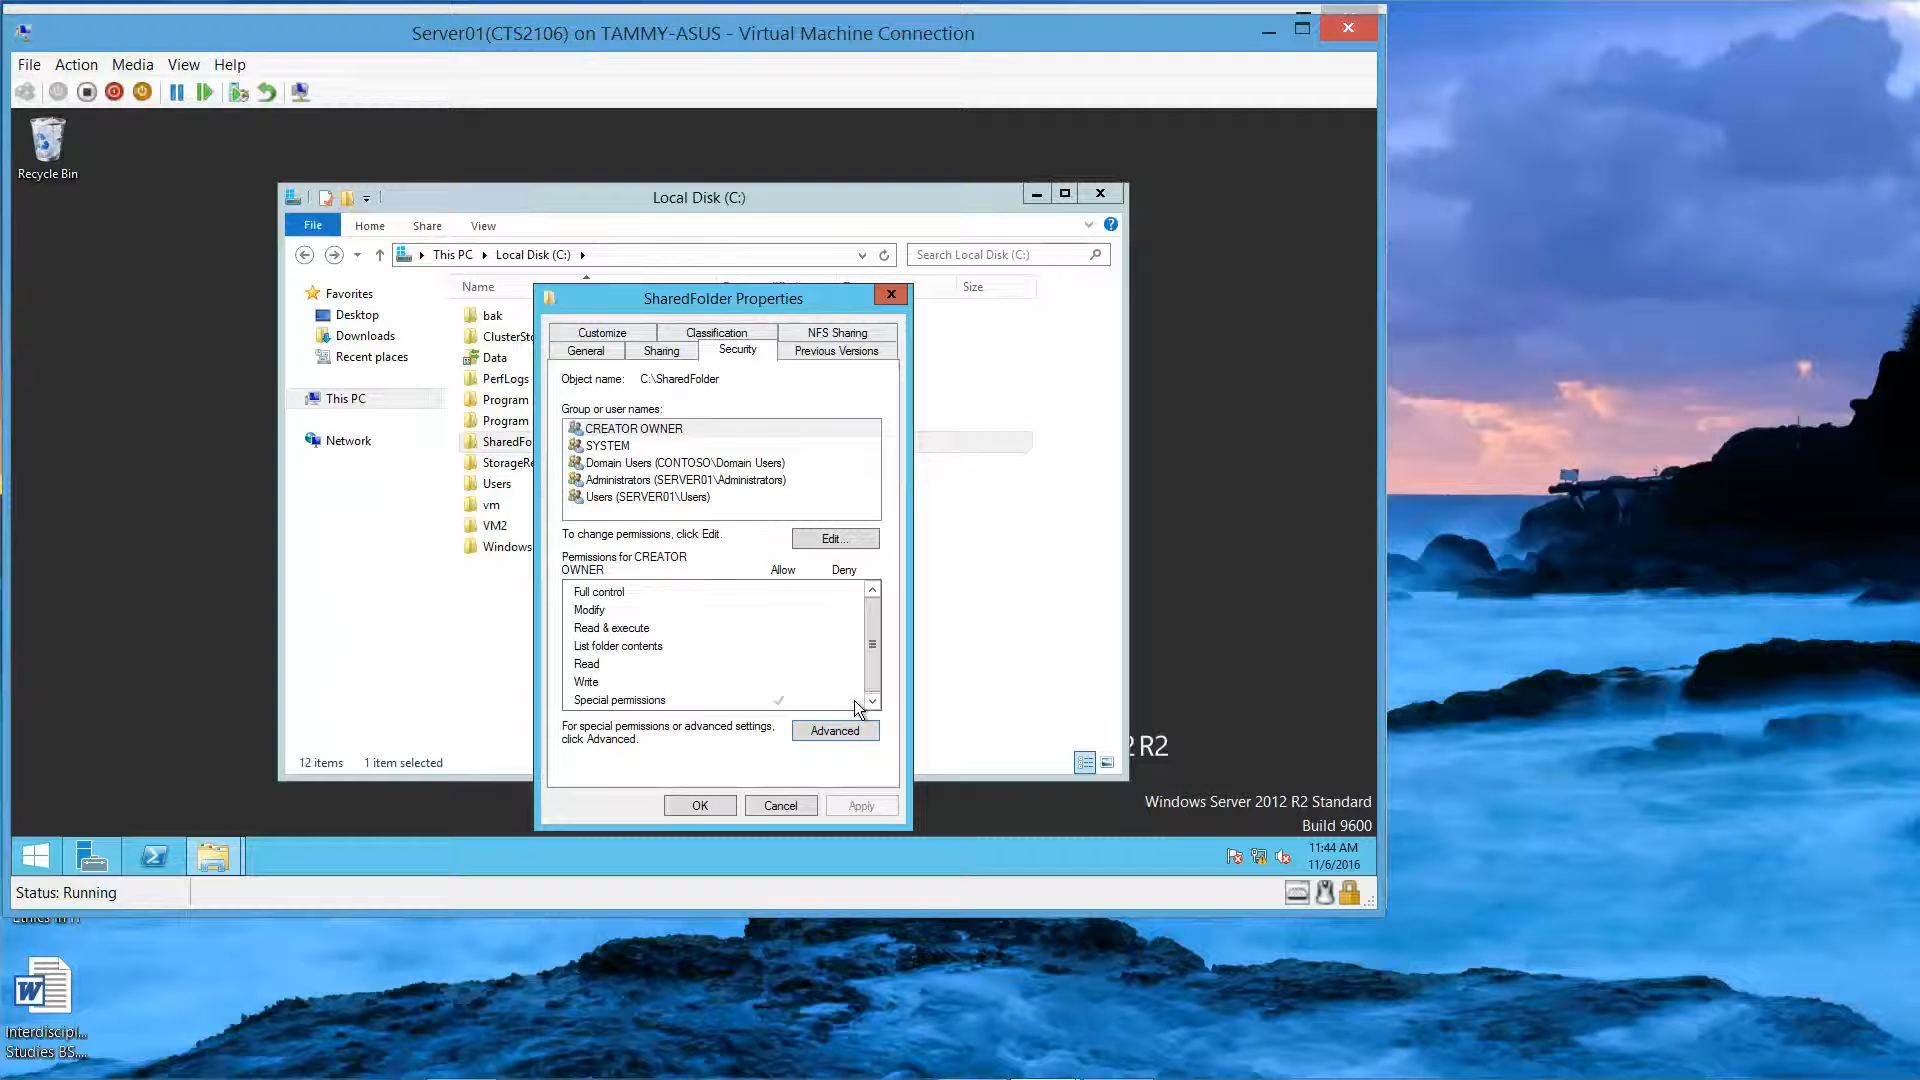 Server01(CTS2106) on TAMMY-ASUS - Virtual Machine Connection
File Action Media View Help
Recycle Bin
Local Disk (C:)
File Home Share View
This PC Local Disk (C:)
Search Local Disk (C:)
Name
Size
Favorites
Desktop
Downloads
Recent places
This PC
Network
bak
ClusterSto
Data
PerfLogs
Program
Program
SharedFo
StorageRe
Users
vm
VM2
Windows
12 items 1 item selected
SharedFolder Properties
Customize Classification NFS Sharing
General Sharing Security Previous Versions
Object name: C:\SharedFolder
Group or user names:
CREATOR OWNER
SYSTEM
Domain Users (CONTOSO\Domain Users)
Administrators (SERVER01\Administrators)
Users (SERVER01\Users)
To change permissions, click Edit.
Edit...
Permissions for CREATOR
OWNER
Allow Deny
Full control
Modify
Read & execute
List folder contents
Read
Write
Special permissions
For special permissions or advanced settings,
click Advanced.
Advanced
OK Cancel Apply
2 R2
Windows Server 2012 R2 Standard
Build 9600
11:44 AM
11/6/2016
Status: Running
Interdiscipl...
Studies BS....